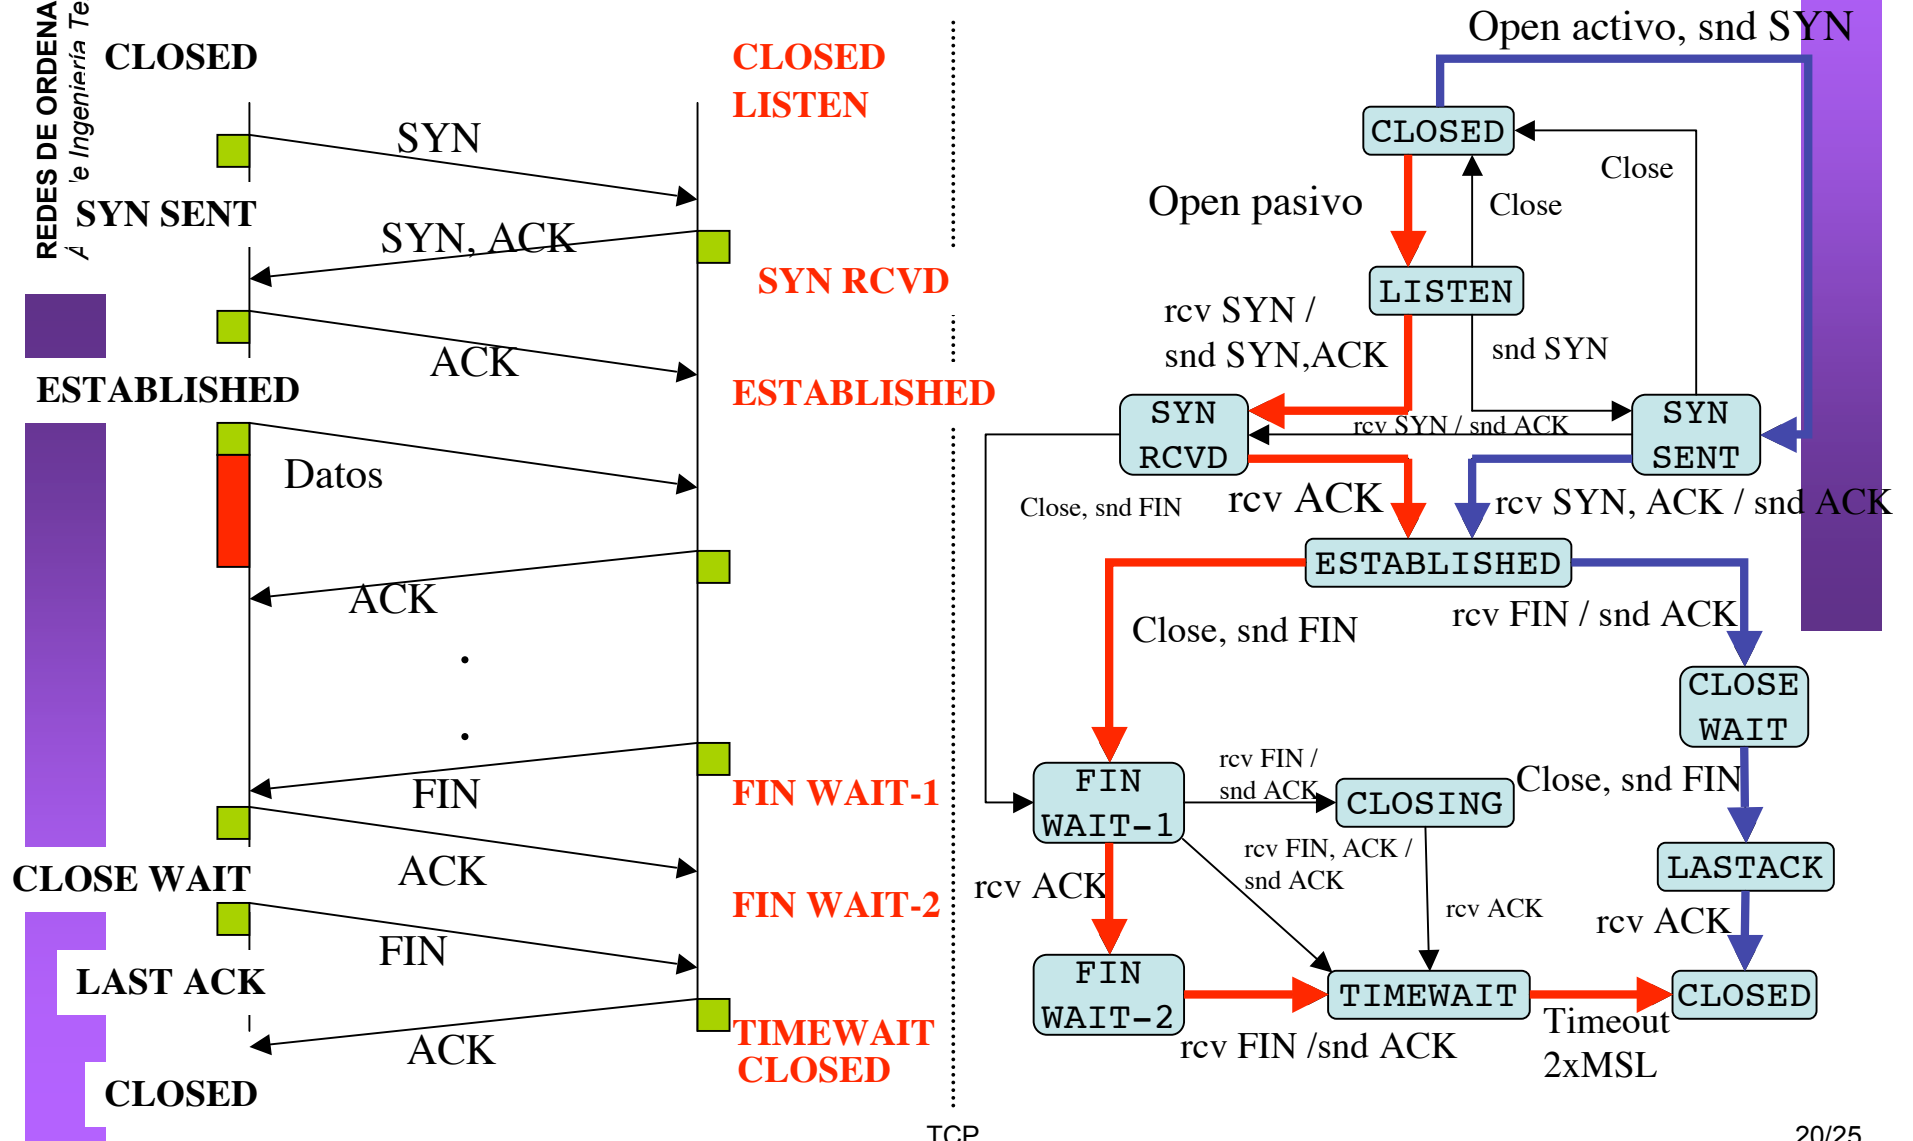 REDES DE ORDENA
e Ingeniería Te
CLOSED
SYN SENT
ESTABLISHED
CLOSE WAIT
LAST ACK
CLOSED
SYN
SYN, ACK
ACK
Datos
ACK
.
.
FIN
ACK
FIN
ACK
CLOSED
LISTEN
SYN RCVD
ESTABLISHED
FIN WAIT-1
FIN WAIT-2
TIMEWAIT
CLOSED
Open activo, snd SYN
CLOSED
Close
Open pasivo
Close
LISTEN
rcv SYN /
snd SYN,ACK
snd SYN
SYN
RCVD
rcv SYN / snd ACK
SYN
SENT
Close, snd FIN
rcv ACK
rcv SYN, ACK / snd ACK
ESTABLISHED
Close, snd FIN
rcv FIN / snd ACK
CLOSE
WAIT
FIN
WAIT-1
rcv FIN /
snd ACK
CLOSING
Close, snd FIN
rcv ACK
rcv FIN, ACK /
snd ACK
rcv ACK
LASTACK
rcv ACK
FIN
WAIT-2
rcv FIN /snd ACK
TIMEWAIT
Timeout
2xMSL
CLOSED
TCP
20/25